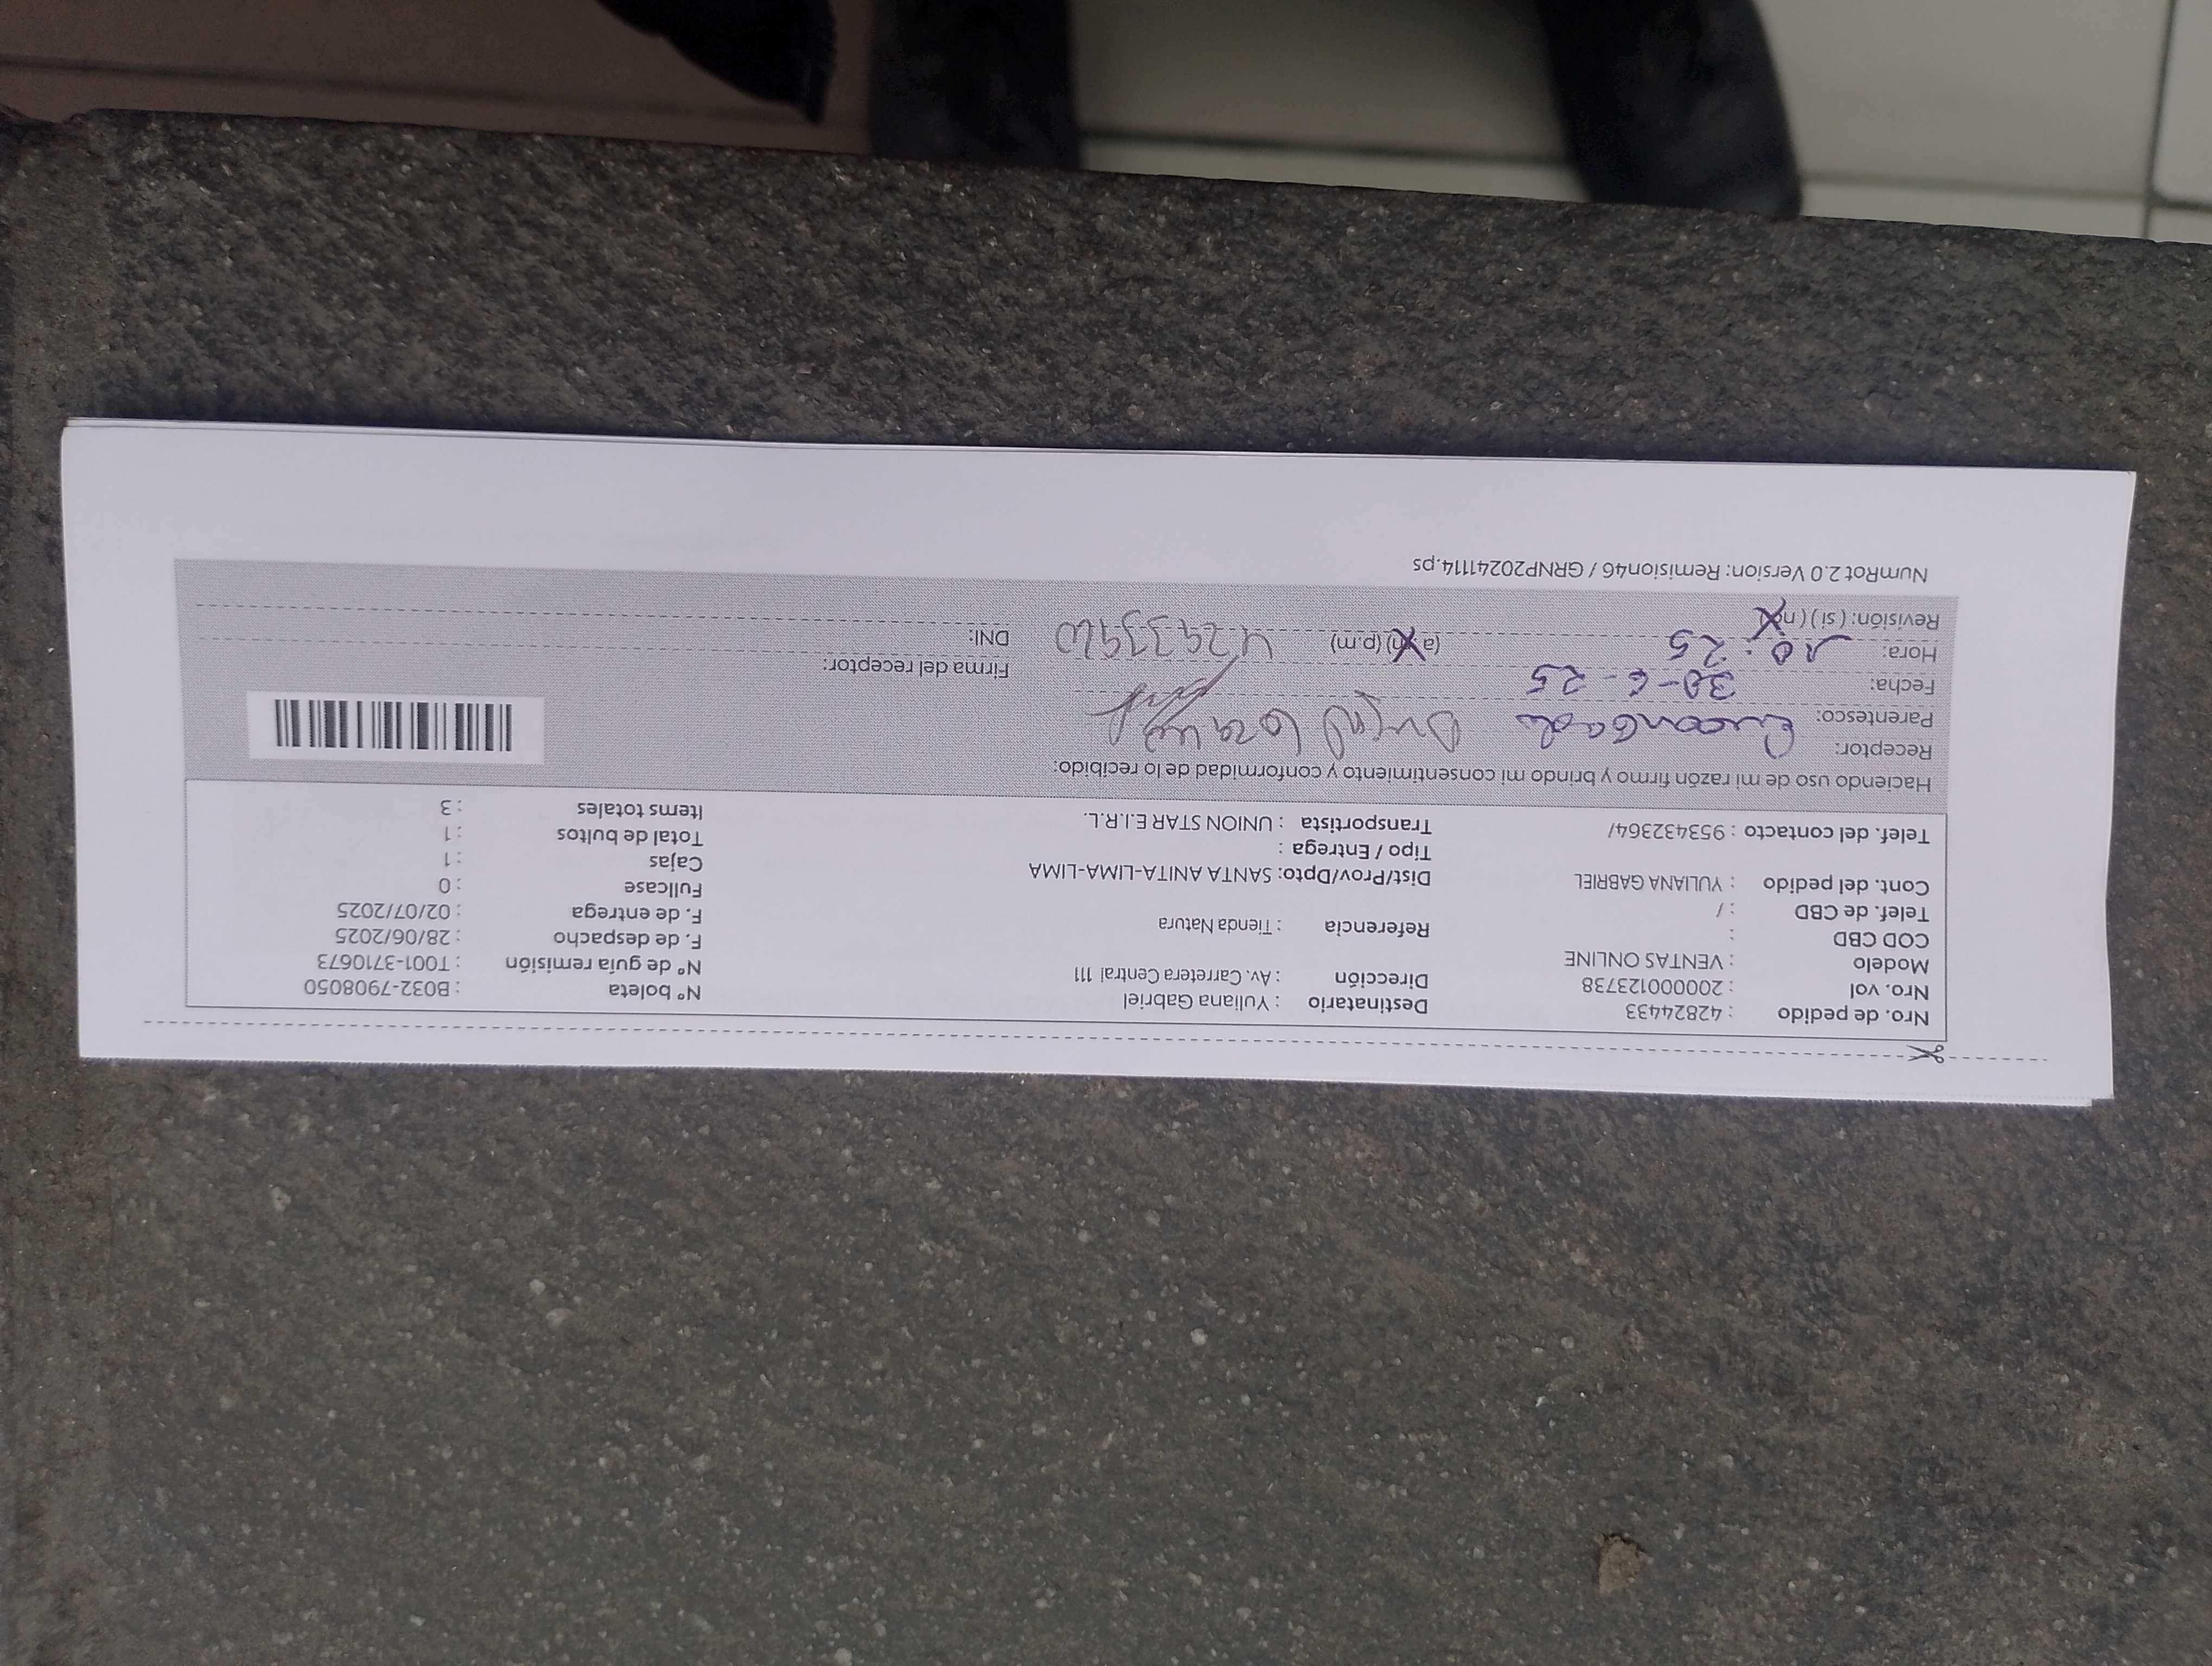 Nro. de pedido : 42824433 Destinatario : Yuliana Gabriel N° boleta : B032-7908050
Nro. vol : 200000123738 Dirección : Av. Carretera Central 111 N° de guía remisión : T001-3710673
Modelo : VENTAS ONLINE F. de despacho : 28/06/2025
COD CBD : Referencia : Tienda Natura F. de entrega : 02/07/2025
Telef. de CBD : / Fullcase : 0
Cont. del pedido : YULIANA GABRIEL Dist/Prov/Dpto: SANTA ANITA-LIMA-LIMA Cajas : 1
Tipo / Entrega : Total de bultos : 1
Telef. del contacto : 953432364/ Transportista : UNION STAR E.I.R.L. Items totales : 3
Haciendo uso de mi razón firmo y brindo mi consentimiento y conformidad de lo recibido:
Receptor:
Parentesco: Encargado
Fecha: 30-6-25 Firma del receptor:
Hora: 10:25 (a.m) (p.m) DNI:
Revisión: (si) (no)
NumRot 2.0 Version: Remision46 / GRNP20241114.ps